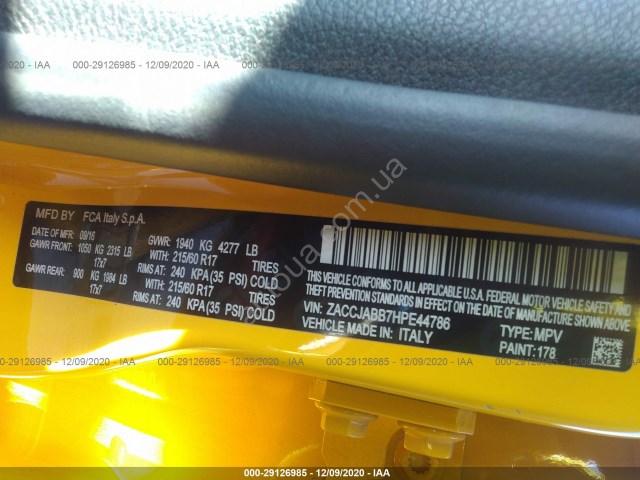 2020 - IAA
000-29126985 - 12/09/2020 - IAA
000-29126985 - 12/09/2020 - IAA
MFD BY FCA Italy S.p.A.
DATE OF MFR: 09/16
GVWR: 1940 KG 4277 LB
GAWR FRONT: 1050 KG 2315 LB
WITH: 215/60 R17 TIRES
17x7
RIMS AT: 240 KPA(35 PSI)COLD
GAWR REAR: 900 KG 1984 LB
WITH: 215/60 R17 TIRES
17x7
RIMS AT: 240 KPA(35 PSI)COLD
THIS VEHICLE CONFORMS TO ALL APPLICABLE U.S.A. FEDERAL MOTOR VEHICLE SAFETY AND
THEFT PREVENTION STANDARDS IN EFFECT ON THE DATE OF MANUFACTURE SHOWN ABOVE.
VIN: ZACCJABB7HPE44786
TYPE: MPV
VEHICLE MADE IN: ITALY
PAINT: 178
000-29126985 - 12/09/2020 - IAA
000-29126985 - 12/09/2020 - IAA
000-29126985 - 12/09/2020 - IAA